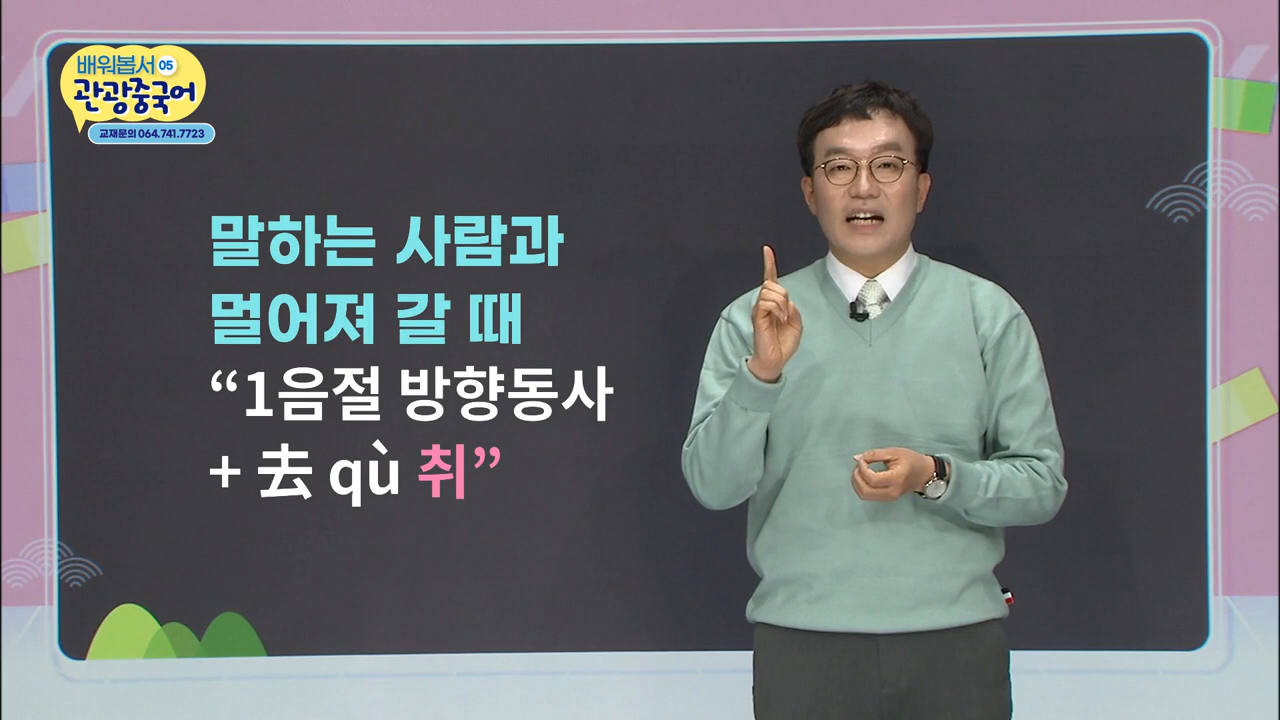 배워봅서 05
관광중국어
교재문의 064.741.7723
말하는 사람과
멀어져 갈 때
“1음절 방향동사
+ 去 qù 취”